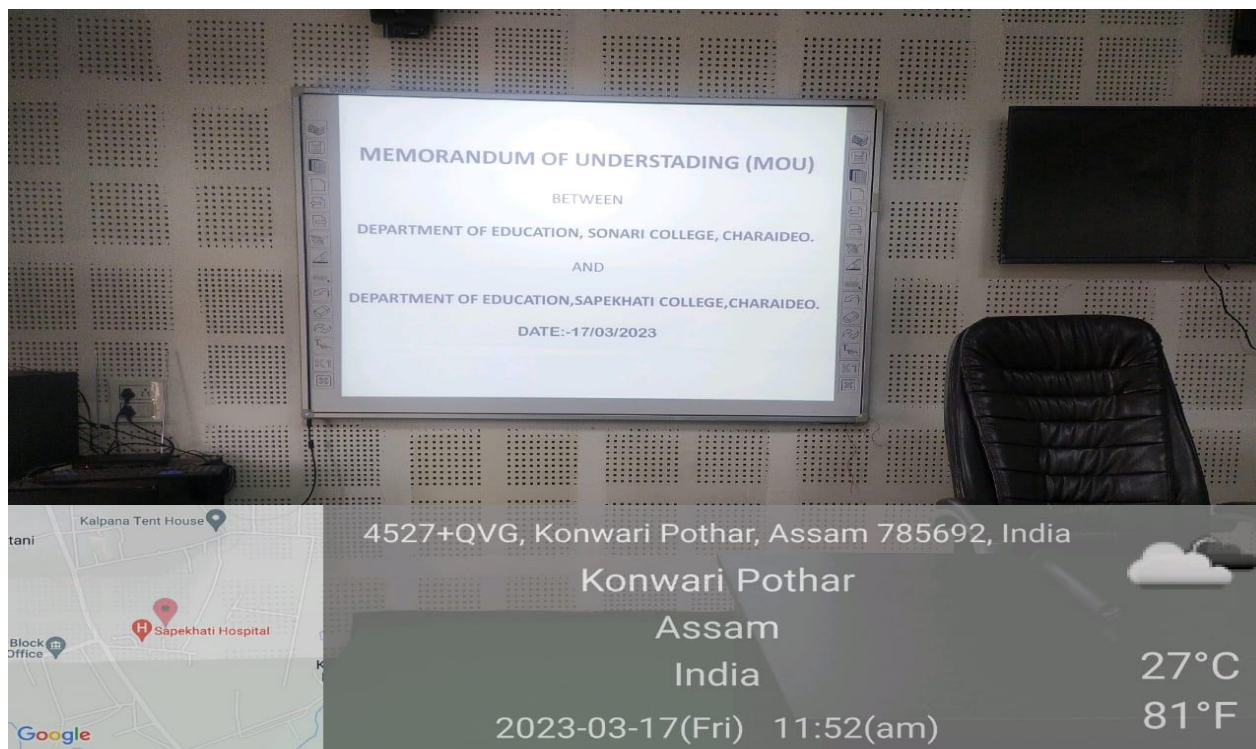 MEMORANDUM OF UNDERSTADING (MOU)
BETWEEN
DEPARTMENT OF EDUCATION, SONARI COLLEGE, CHARAIDEO.
AND
DEPARTMENT OF EDUCATION,SAPEKHATI COLLEGE,CHARAIDEO.
DATE:-17/03/2023
Kalpana Tent House
tani
Sapekhati Hospital
Block
Office
K
Google
4527+QVG, Konwari Pothar, Assam 785692, India
Konwari Pothar
Assam
India
2023-03-17(Fri) 11:52(am)
27°C
81°F